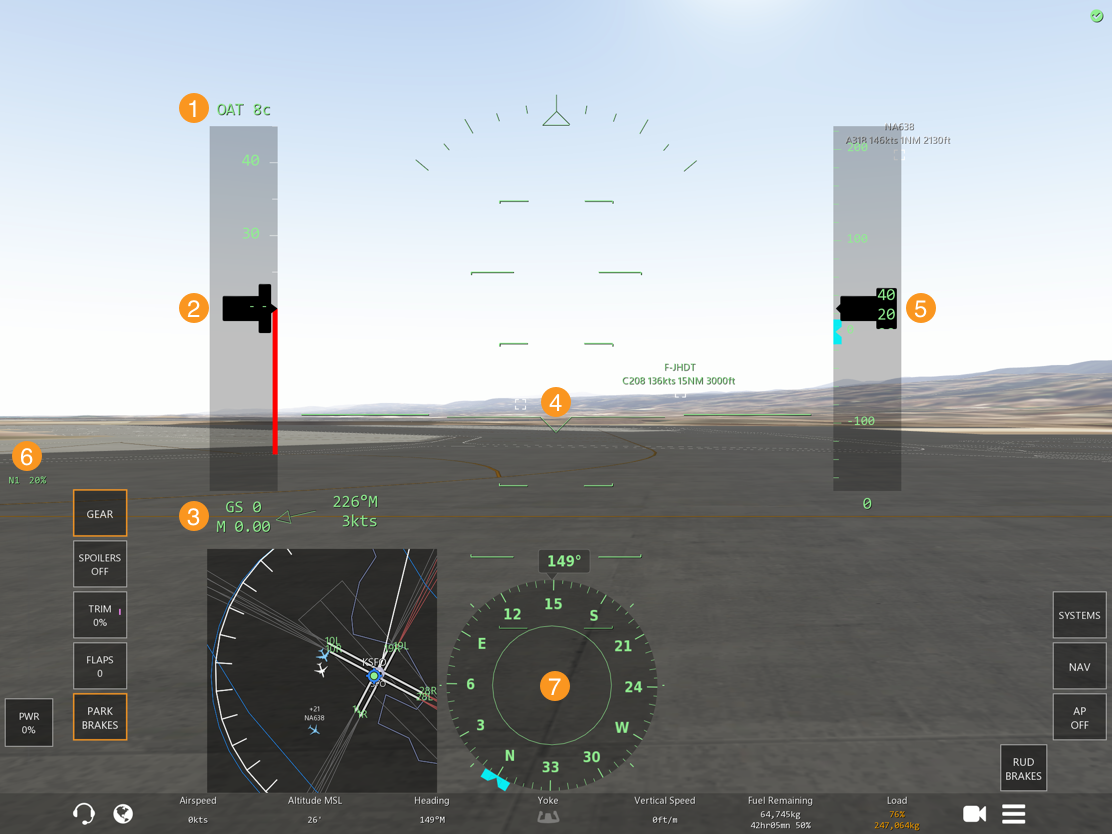 1
OAT 8c
NA638
A318 146kts 1NM 2130ft
40
30
200
100
2
- -
40
20
5
F-JHDT
C208 136kts 15NM 3000ft
4
-100
6
N1 20%
3
GS 0
M 0.00
226°M
3kts
0
GEAR
SPOILERS
OFF
TRIM
0%
FLAPS
0
PARK
BRAKES
PWR
0%
10L
19L
KSFO
28R
28L
+21
NA638
149°
12
15
S
E
21
6
7
24
3
W
N
33
30
SYSTEMS
NAV
AP
OFF
RUD
BRAKES
Airspeed
0kts
Altitude MSL
26'
Heading
149°M
Yoke
Vertical Speed
0ft/m
Fuel Remaining
64,745kg
42hr05mn 50%
Load
76%
247,064kg